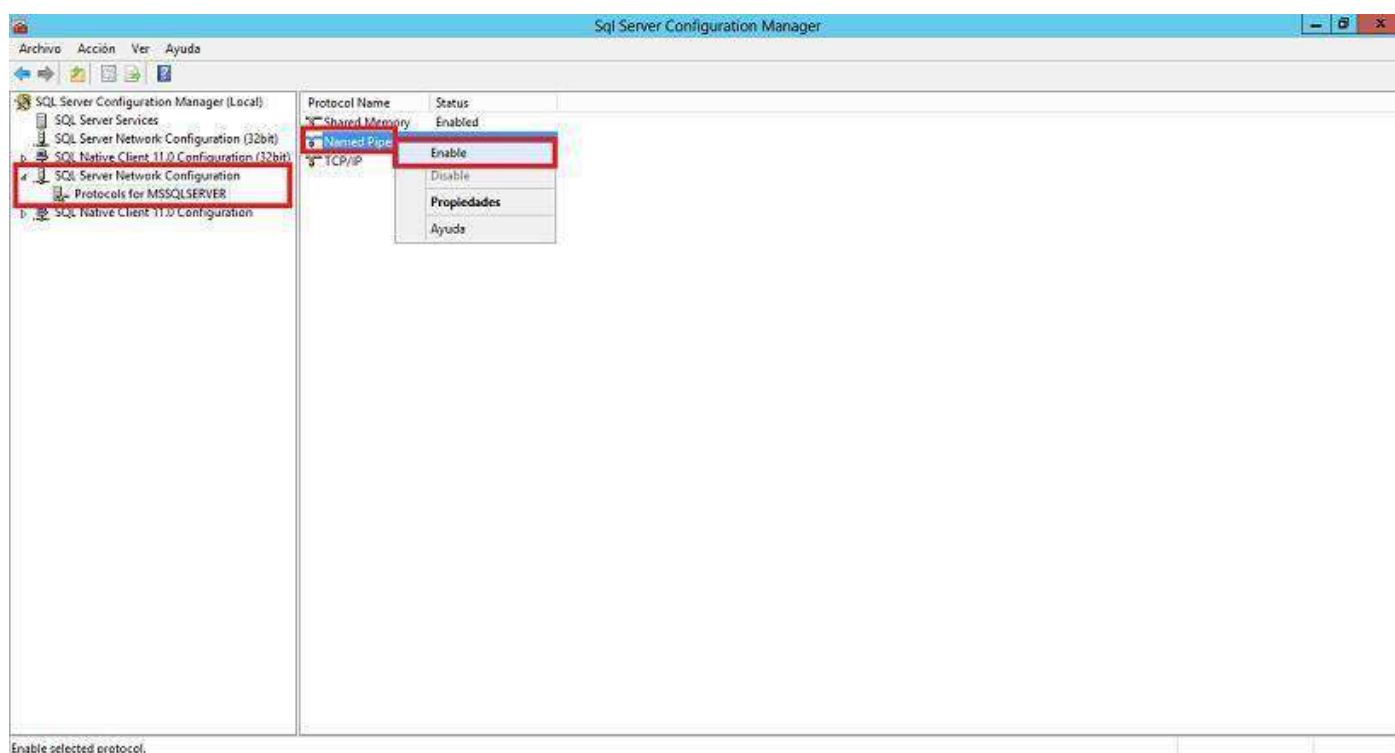 Sql Server Configuration Manager
Archivo Acción Ver Ayuda
SQL Server Configuration Manager (Local)
SQL Server Services
SQL Server Network Configuration (32bit)
SQL Native Client 11.0 Configuration (32bit)
SQL Server Network Configuration
Protocols for MSSQLSERVER
SQL Native Client 11.0 Configuration
Protocol Name Status
Shared Memory Enabled
Named Pipe
TCP/IP
Enable
Disable
Propiedades
Ayuda
Enable selected protocol.